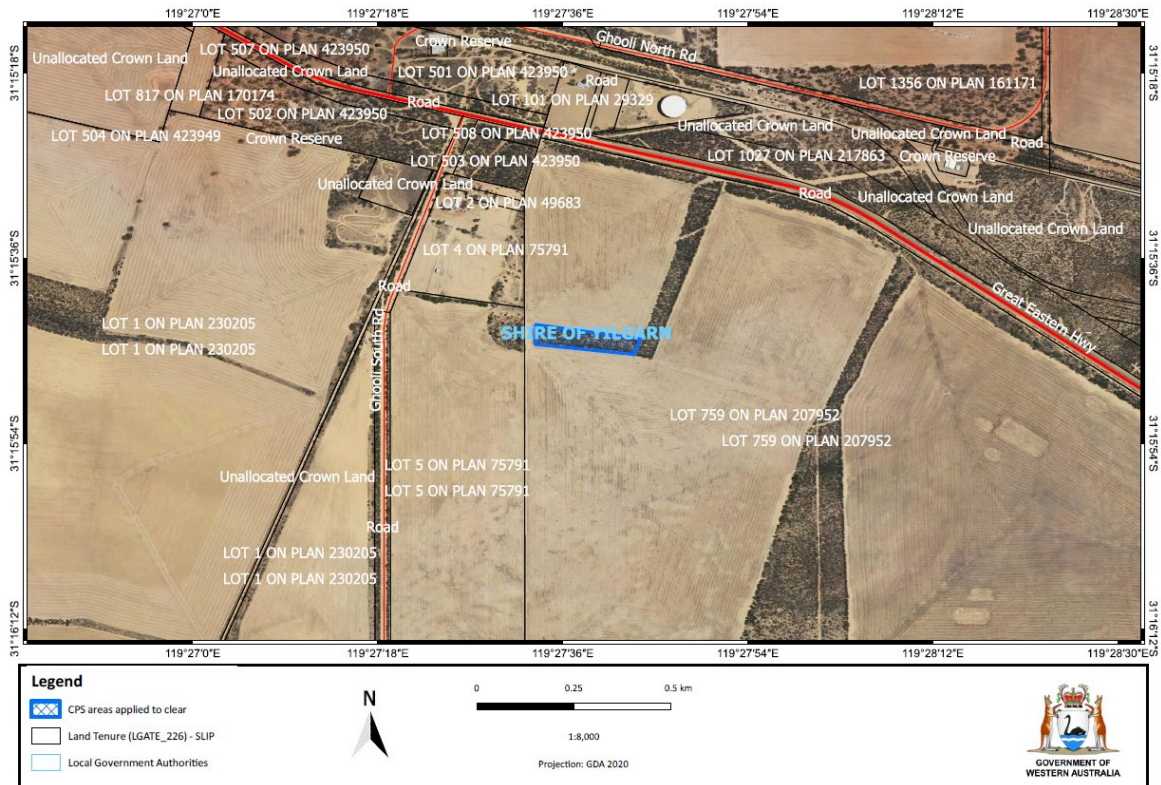 119°27'0"E
119°27'18"E
119°27'36"E
119°27'54"E
119°28'12"E
119°28'30"E
31°15'18"S
31°15'18"S
Unallocated Crown Land
LOT 507 ON PLAN 423950
Crown Reserve
Ghooli North Rd
Unallocated Crown Land
LOT 501 ON PLAN 423950
Road
LOT 1356 ON PLAN 161171
LOT 817 ON PLAN 170174
Road
LOT 101 ON PLAN 29329
LOT 502 ON PLAN 423950
Unallocated Crown Land
Unallocated Crown Land
LOT 504 ON PLAN 423949
Crown Reserve
LOT 508 ON PLAN 423950
Road
LOT 503 ON PLAN 423950
LOT 1027 ON PLAN 217863
Crown Reserve
Unallocated Crown Land
LOT 2 ON PLAN 49683
Road
Unallocated Crown Land
Unallocated Crown Land
31°15'36"S
LOT 4 ON PLAN 75791
31°15'36"S
Road
Great Eastern Hwy
LOT 1 ON PLAN 230205
SHIRE OF YILGARN
LOT 1 ON PLAN 230205
Ghooli South Rd
LOT 759 ON PLAN 207952
LOT 759 ON PLAN 207952
31°15'54"S
31°15'54"S
LOT 5 ON PLAN 75791
Unallocated Crown Land
LOT 5 ON PLAN 75791
Road
LOT 1 ON PLAN 230205
LOT 1 ON PLAN 230205
31°16'12"S
31°16'12"S
119°27'0"E
119°27'18"E
119°27'36"E
119°27'54"E
119°28'12"E
119°28'30"E
Legend
CPS areas applied to clear
Land Tenure (LGATE_226) - SLIP
Local Government Authorities
N
0
0.25
0.5 km
1:8,000
Projection: GDA 2020
GOVERNMENT OF
WESTERN AUSTRALIA